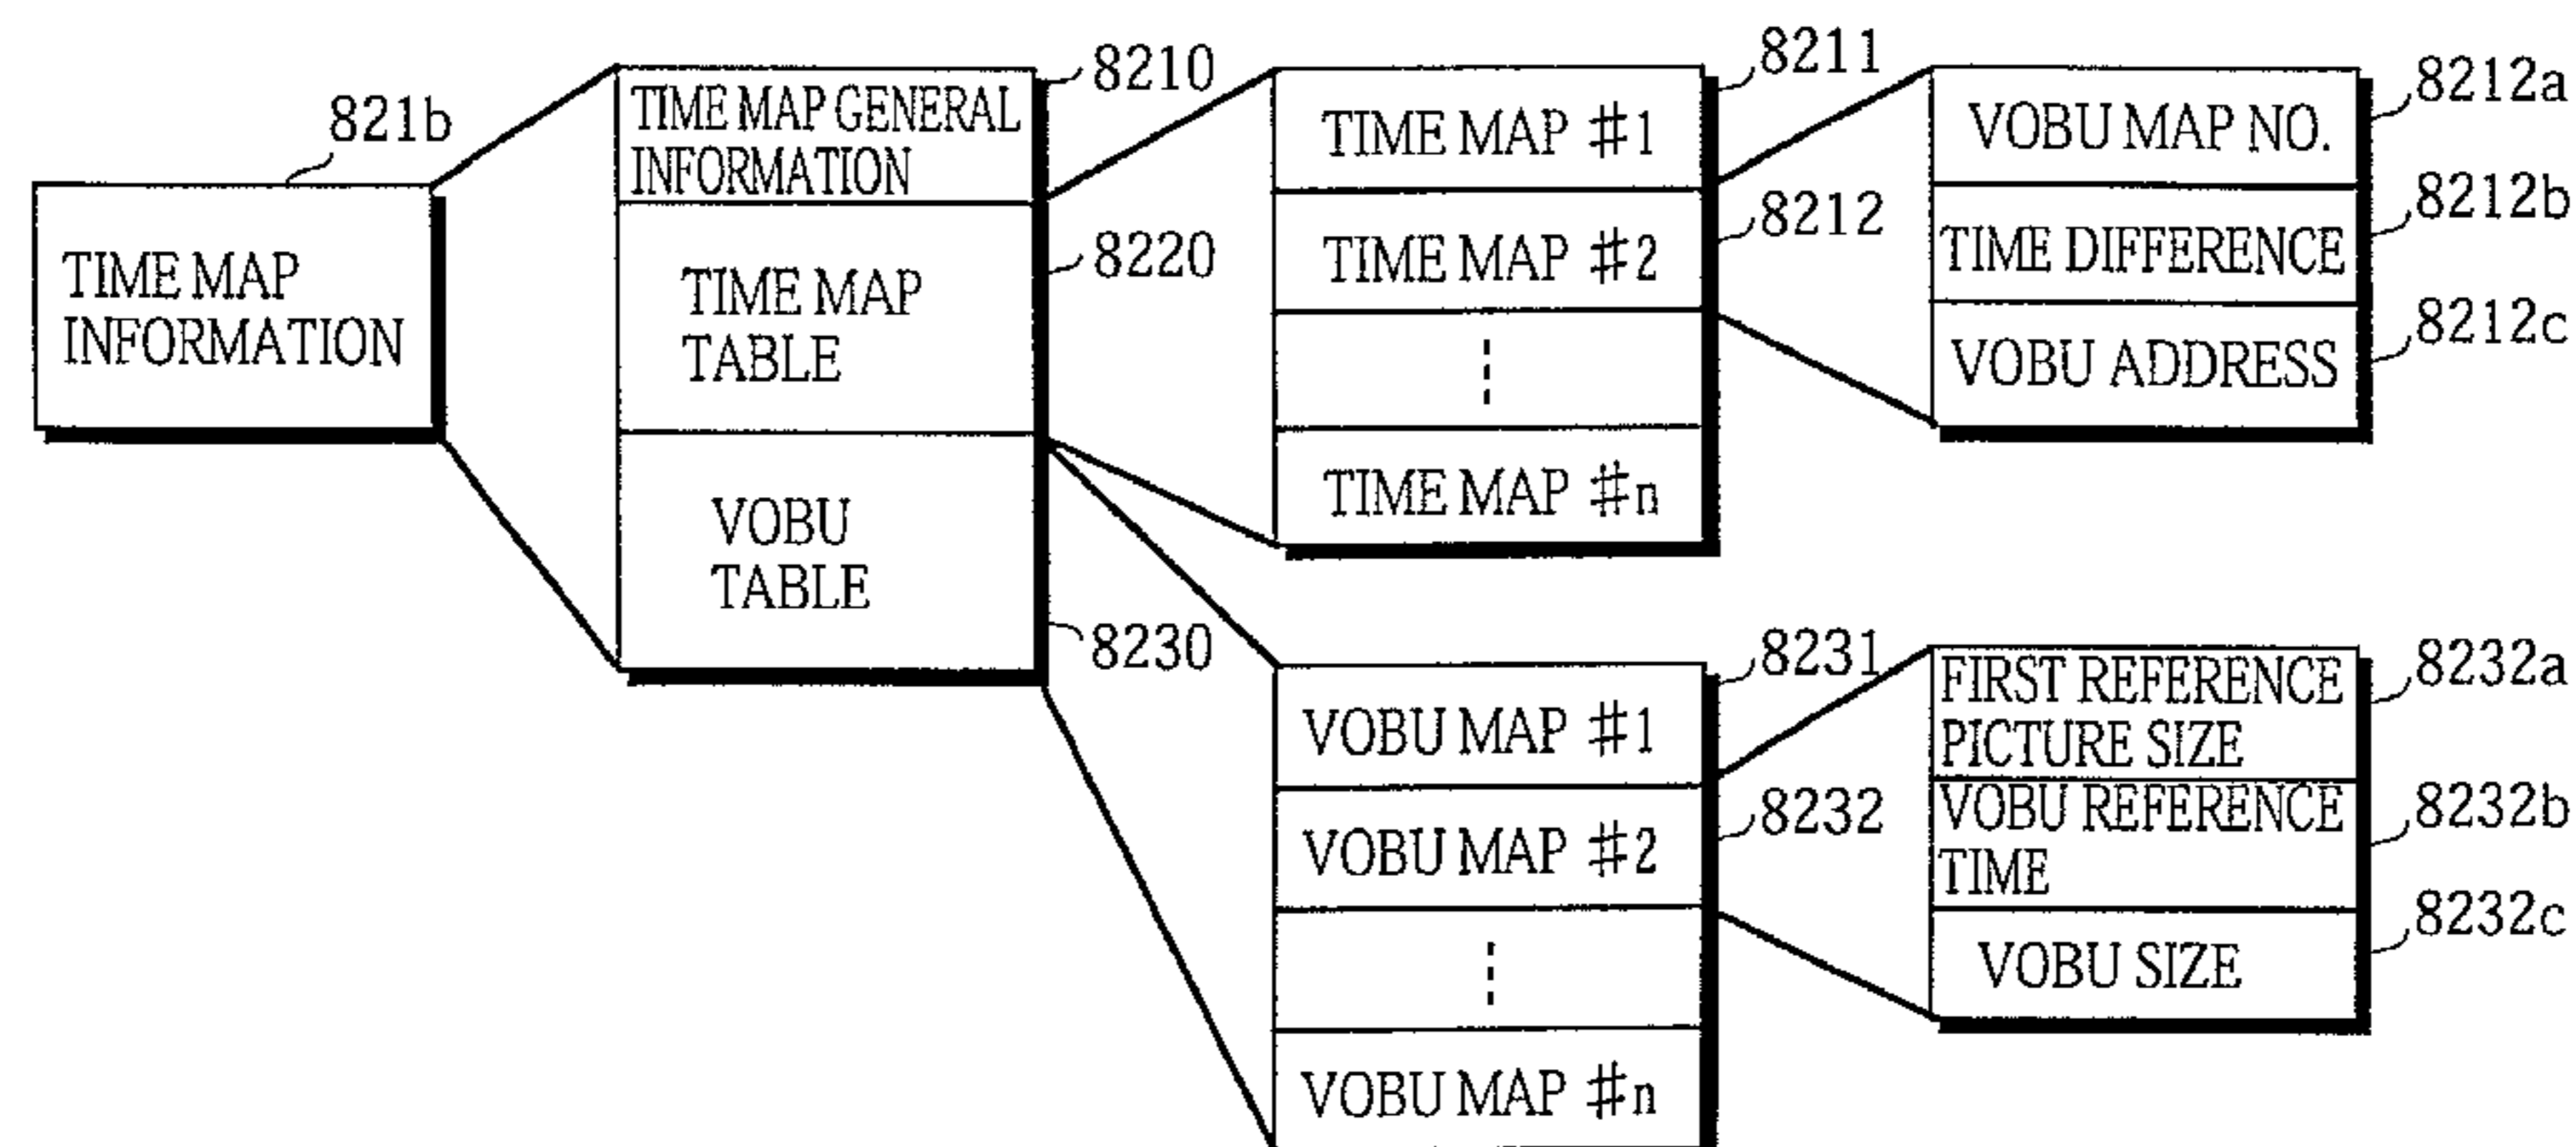 821b
TIME MAP
INFORMATION
8210
TIME MAP GENERAL
INFORMATION
8220
TIME MAP
TABLE
8230
VOBU
TABLE
8211
TIME MAP #1
8212
TIME MAP #2
TIME MAP #n
8212a
VOBU MAP NO.
8212b
TIME DIFFERENCE
8212c
VOBU ADDRESS
8231
VOBU MAP #1
8232
VOBU MAP #2
VOBU MAP #n
8232a
FIRST REFERENCE
PICTURE SIZE
8232b
VOBU REFERENCE
TIME
8232c
VOBU SIZE